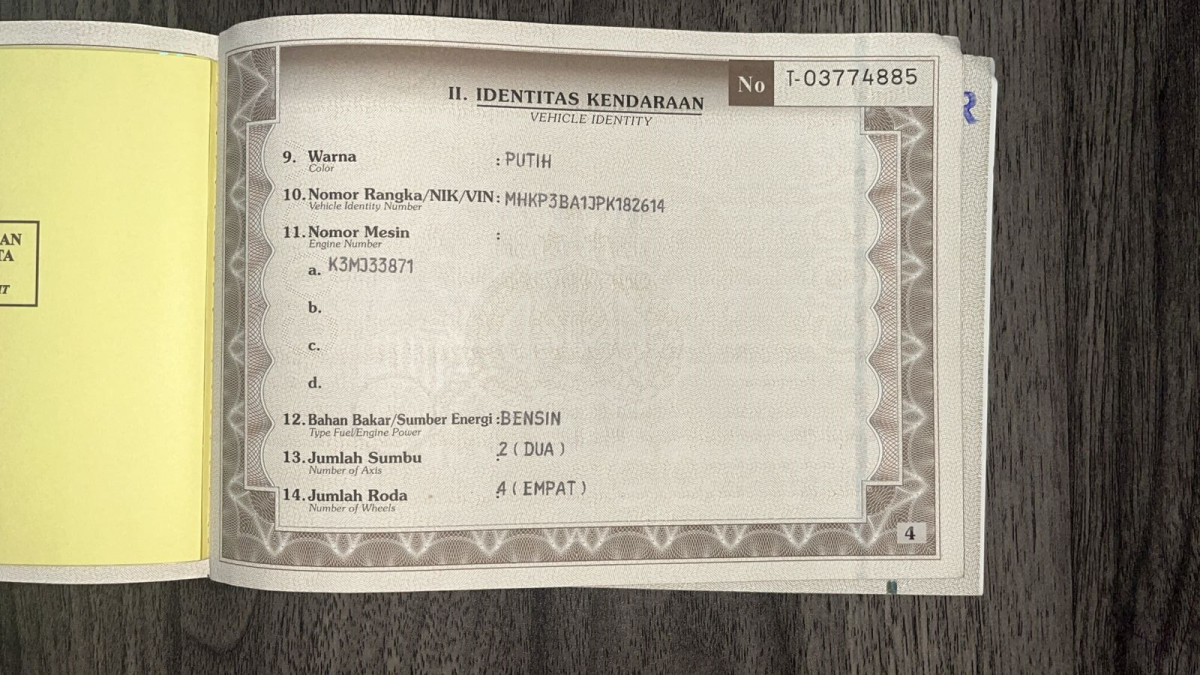 AN
TA
IT
No T-03774885
II. IDENTITAS KENDARAAN
VEHICLE IDENTITY
9. Warna : PUTIH
Color
10. Nomor Rangka/NIK/VIN : MHKP3BA1JPK182614
Vehicle Identity Number
11. Nomor Mesin :
Engine Number
a. K3MJ33871
b.
c.
d.
12. Bahan Bakar/Sumber Energi : BENSIN
Type Fuel/Engine Power
13. Jumlah Sumbu : 2 ( DUA )
Number of Axis
14. Jumlah Roda : 4 ( EMPAT )
Number of Wheels
4
R